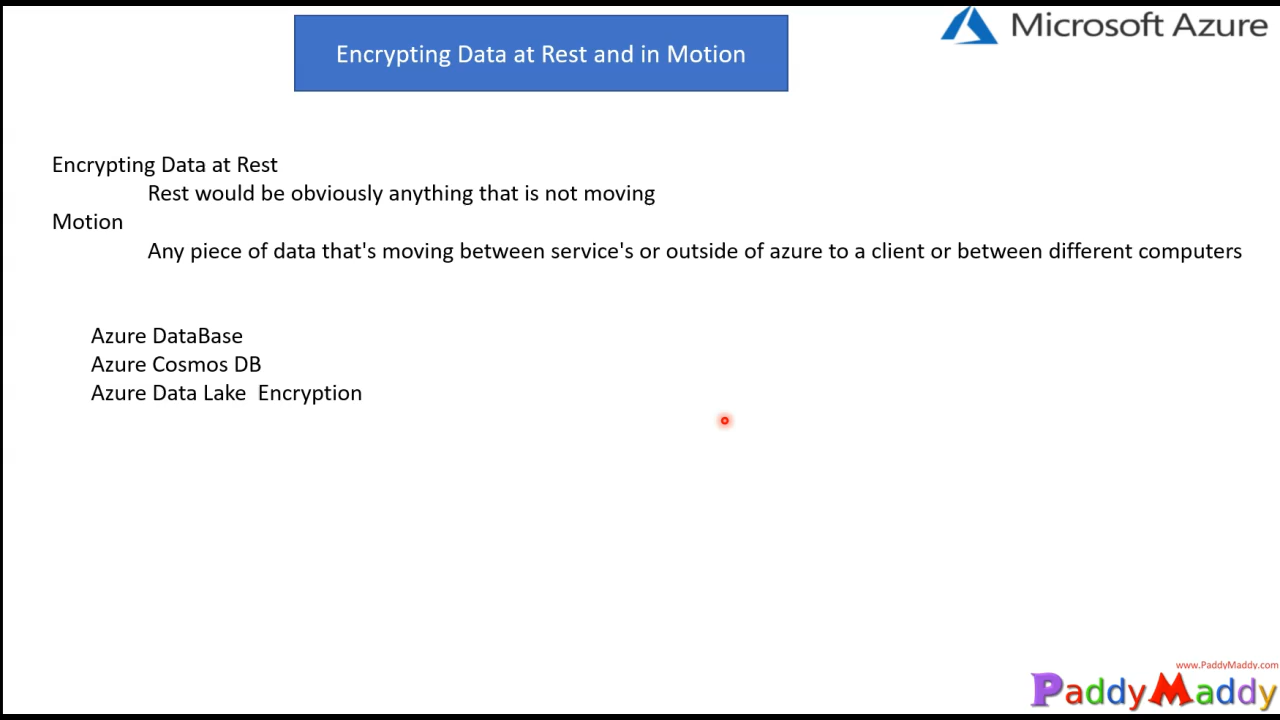 Microsoft Azure
Encrypting Data at Rest and in Motion
Encrypting Data at Rest
Rest would be obviously anything that is not moving
Motion
Any piece of data that's moving between service's or outside of azure to a client or between different computers
Azure DataBase
Azure Cosmos DB
Azure Data Lake  Encryption
www.PaddyMaddy.com
PaddyMaddy